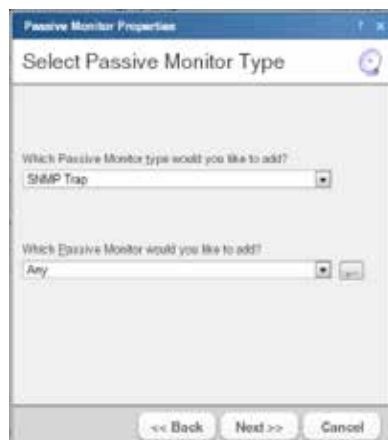 Passive Monitor Properties ? x
Select Passive Monitor Type
Which Passive Monitor type would you like to add?
SNMP Trap
Which Passive Monitor would you like to add?
Any ...
<< Back Next >> Cancel